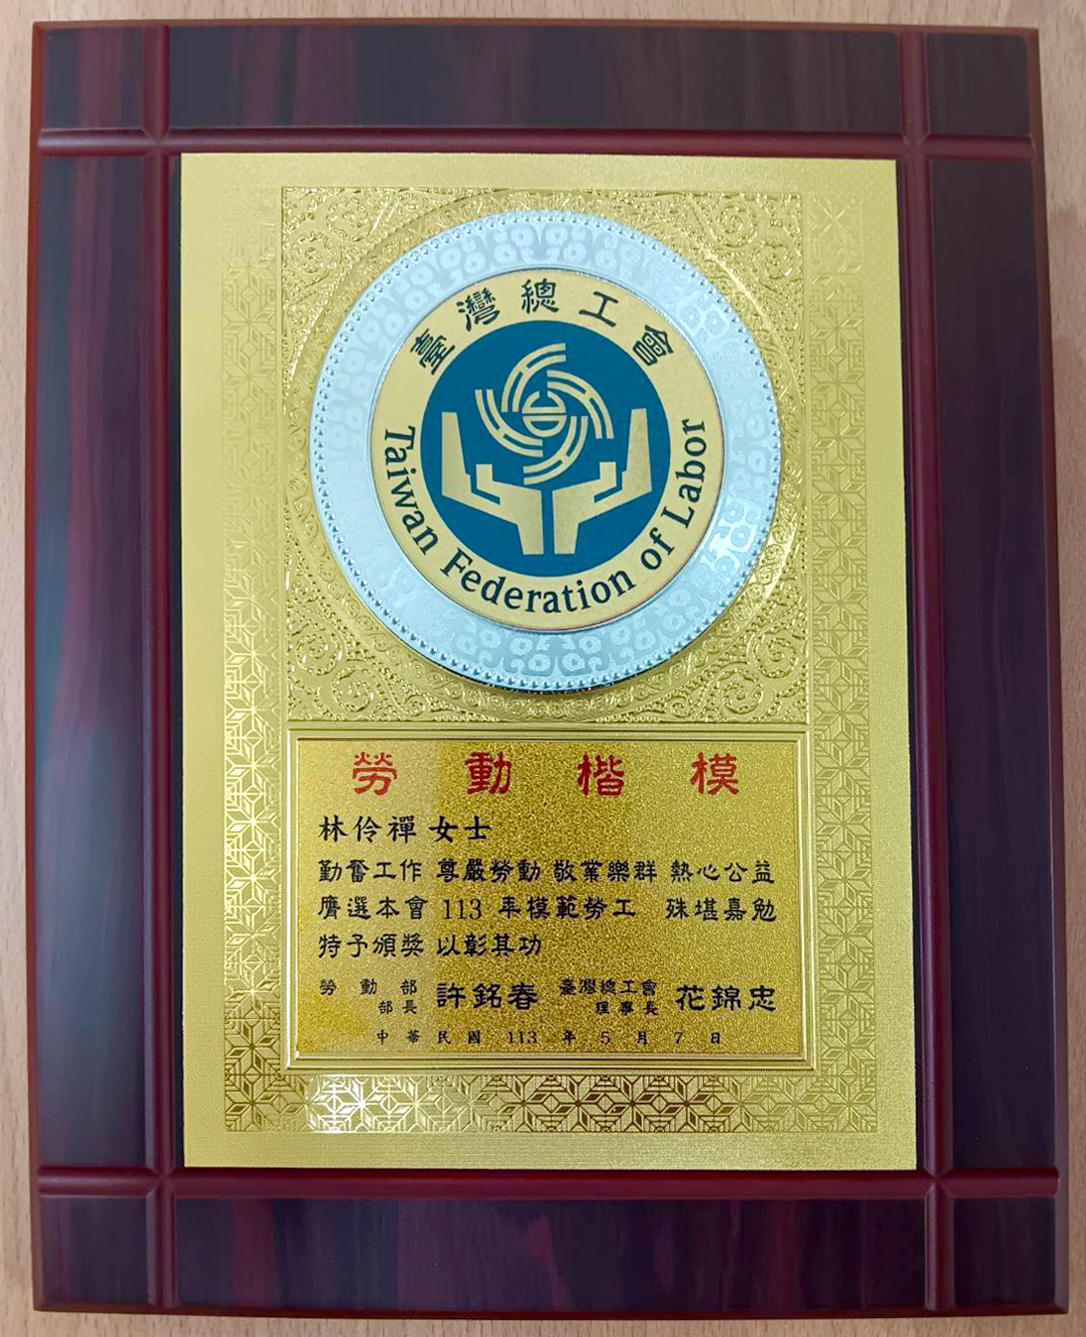 臺灣總工會
Taiwan Federation of Labor
勞動楷模
林伶禪 女士
勤奮工作 尊嚴勞動 敬業樂群 熱心公益
膺選本會 113 年模範勞工 殊堪嘉勉
特予頒獎 以彰其功
勞動部部長 許銘春 臺灣總工會理事長 花錦忠
中華民國 113 年 5 月 7 日